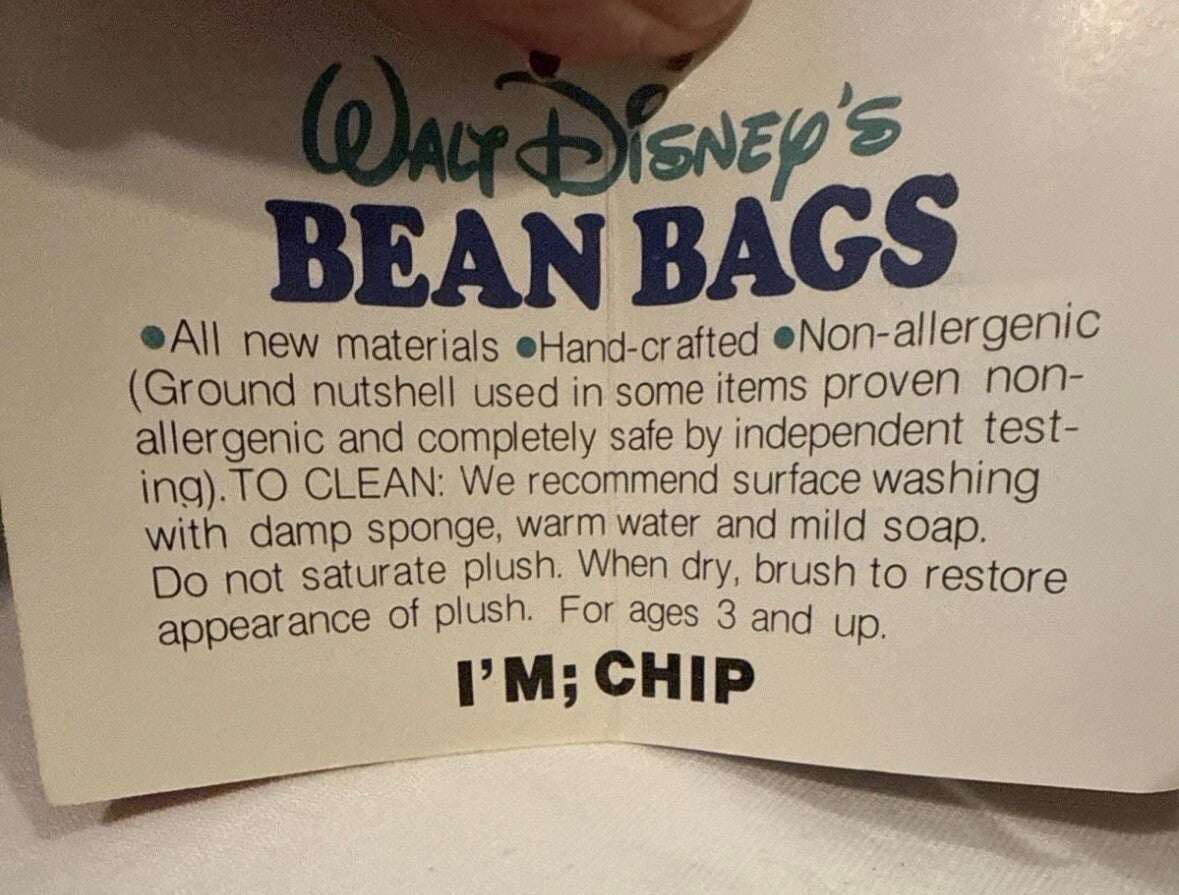 Walt Disney's
BEAN BAGS
•All new materials •Hand-crafted •Non-allergenic
(Ground nutshell used in some items proven non-
allergenic and completely safe by independent test-
ing). TO CLEAN: We recommend surface washing
with damp sponge, warm water and mild soap.
Do not saturate plush. When dry, brush to restore
appearance of plush. For ages 3 and up.
I'M; CHIP